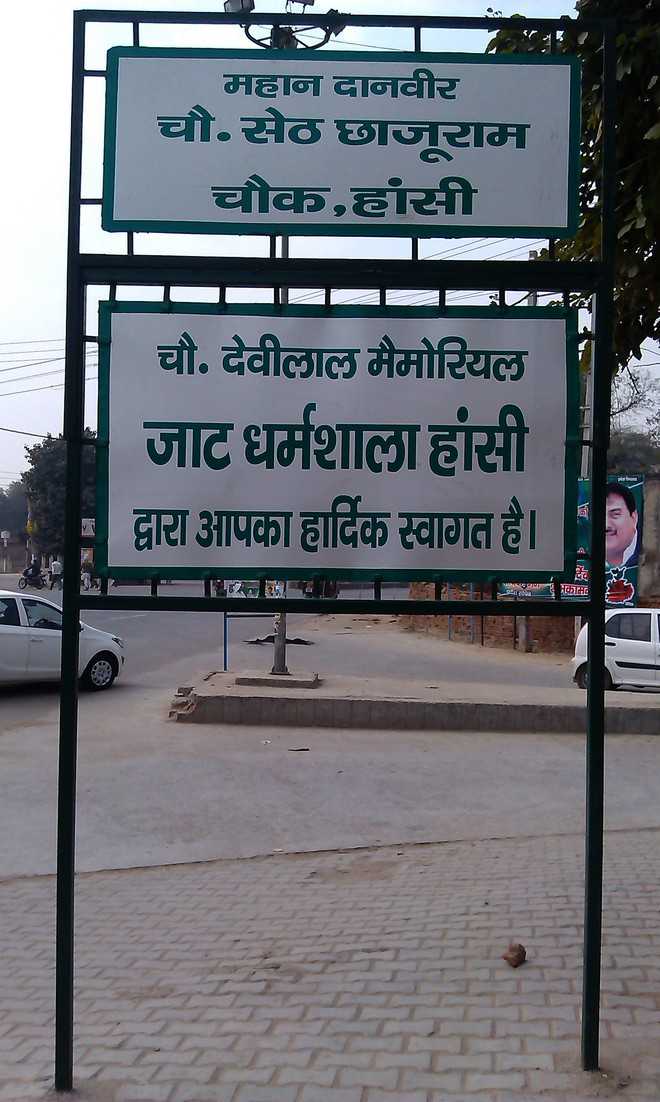 महान दानवीर
चौ. सेठ छाजूराम
चौक, हांसी
चौ. देवीलाल मैमोरियल
जाट धर्मशाला हांसी
द्वारा आपका हार्दिक स्वागत है।